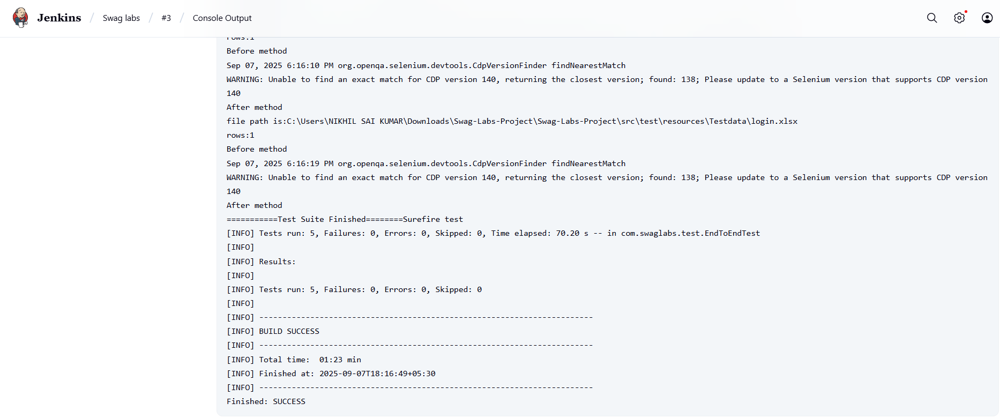 Jenkins / Swag labs / #3 / Console Output
rows:1
Before method
Sep 07, 2025 6:16:10 PM org.openqa.selenium.devtools.CdpVersionFinder findNearestMatch
WARNING: Unable to find an exact match for CDP version 140, returning the closest version; found: 138; Please update to a Selenium version that supports CDP version
140
After method
file path is:C:\Users\NIKHIL SAI KUMAR\Downloads\Swag-Labs-Project\Swag-Labs-Project\src\test\resources\Testdata\login.xlsx
rows:1
Before method
Sep 07, 2025 6:16:19 PM org.openqa.selenium.devtools.CdpVersionFinder findNearestMatch
WARNING: Unable to find an exact match for CDP version 140, returning the closest version; found: 138; Please update to a Selenium version that supports CDP version
140
After method
===========Test Suite Finished========Surefire test
[INFO] Tests run: 5, Failures: 0, Errors: 0, Skipped: 0, Time elapsed: 70.20 s -- in com.swaglabs.test.EndToEndTest
[INFO]
[INFO] Results:
[INFO]
[INFO] Tests run: 5, Failures: 0, Errors: 0, Skipped: 0
[INFO]
[INFO] ------------------------------------------------------------------------
[INFO] BUILD SUCCESS
[INFO] ------------------------------------------------------------------------
[INFO] Total time:  01:23 min
[INFO] Finished at: 2025-09-07T18:16:49+05:30
[INFO] ------------------------------------------------------------------------
Finished: SUCCESS